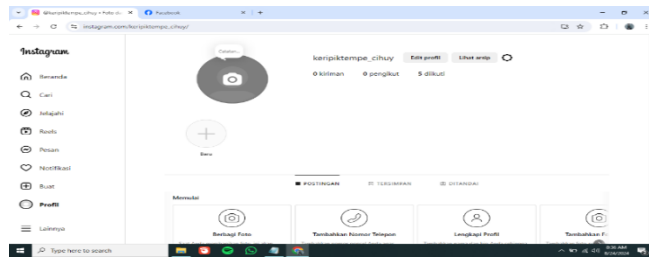 @keripiktempe_cihuy • Foto da
Facebook
instagram.com/keripiktempe_cihuy/
Instagram
Beranda
Cari
Jelajahi
Reels
Pesan
Notifikasi
Buat
Profil
Lainnya
Catatan...
keripiktempe_cihuy
Edit profil
Lihat arsip
0 kiriman
0 pengikut
5 diikuti
Baru
POSTINGAN
TERSIMPAN
DITANDAI
Memulai
Berbagi Foto
Tambahkan Nomor Telepon
Lengkapi Profil
Tambahkan F
Type here to search